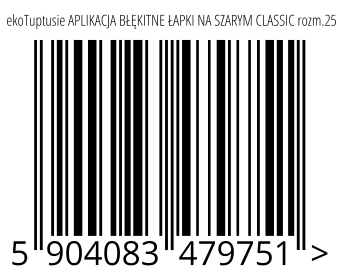 ekoTuptusie APLIKACJA BŁĘKITNE ŁAPKI NA SZARYM CLASSIC rozm.25
5 904083 479751 >